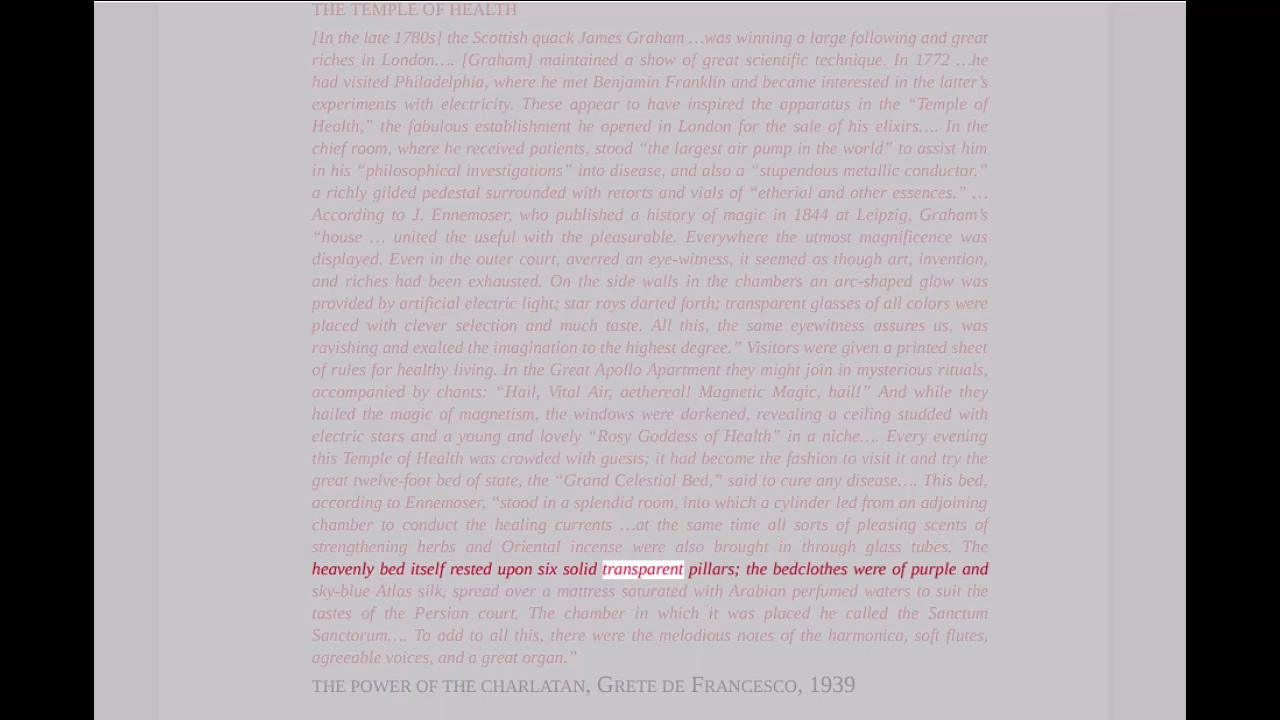 THE TEMPLE OF HEALTH
[In the late 1780s] the Scottish quack James Graham …was winning a large following and great
riches in London…. [Graham] maintained a show of great scientific technique. In 1772 …he
had visited Philadelphia, where he met Benjamin Franklin and became interested in the latter’s
experiments with electricity. These appear to have inspired the apparatus in the “Temple of
Health,” the fabulous establishment he opened in London for the sale of his elixirs…. In the
chief room, where he received patients, stood “the largest air pump in the world” to assist him
in his “philosophical investigations” into disease, and also a “stupendous metallic conductor,”
a richly gilded pedestal surrounded with retorts and vials of “etherial and other essences.” …
According to J. Ennemoser, who published a history of magic in 1844 at Leipzig, Graham’s
“house … united the useful with the pleasurable. Everywhere the utmost magnificence was
displayed. Even in the outer court, averred an eye-witness, it seemed as though art, invention,
and riches had been exhausted. On the side walls in the chambers an arc-shaped glow was
provided by artificial electric light; star rays darted forth; transparent glasses of all colors were
placed with clever selection and much taste. All this, the same eyewitness assures us, was
ravishing and exalted the imagination to the highest degree.” Visitors were given a printed sheet
of rules for healthy living. In the Great Apollo Apartment they might join in mysterious rituals,
accompanied by chants: “Hail, Vital Air, aethereal! Magnetic Magic, hail!” And while they
hailed the magic of magnetism, the windows were darkened, revealing a ceiling studded with
electric stars and a young and lovely “Rosy Goddess of Health” in a niche…. Every evening
this Temple of Health was crowded with guests; it had become the fashion to visit it and try the
great twelve-foot bed of state, the “Grand Celestial Bed,” said to cure any disease…. This bed,
according to Ennemoser, “stood in a splendid room, into which a cylinder led from an adjoining
chamber to conduct the healing currents …at the same time all sorts of pleasing scents of
strengthening herbs and Oriental incense were also brought in through glass tubes. The
heavenly bed itself rested upon six solid transparent pillars; the bedclothes were of purple and
sky-blue Atlas silk, spread over a mattress saturated with Arabian perfumed waters to suit the
tastes of the Persian court. The chamber in which it was placed he called the Sanctum
Sanctorum…. To add to all this, there were the melodious notes of the harmonica, soft flutes,
agreeable voices, and a great organ.”
THE POWER OF THE CHARLATAN, GRETE DE FRANCESCO, 1939